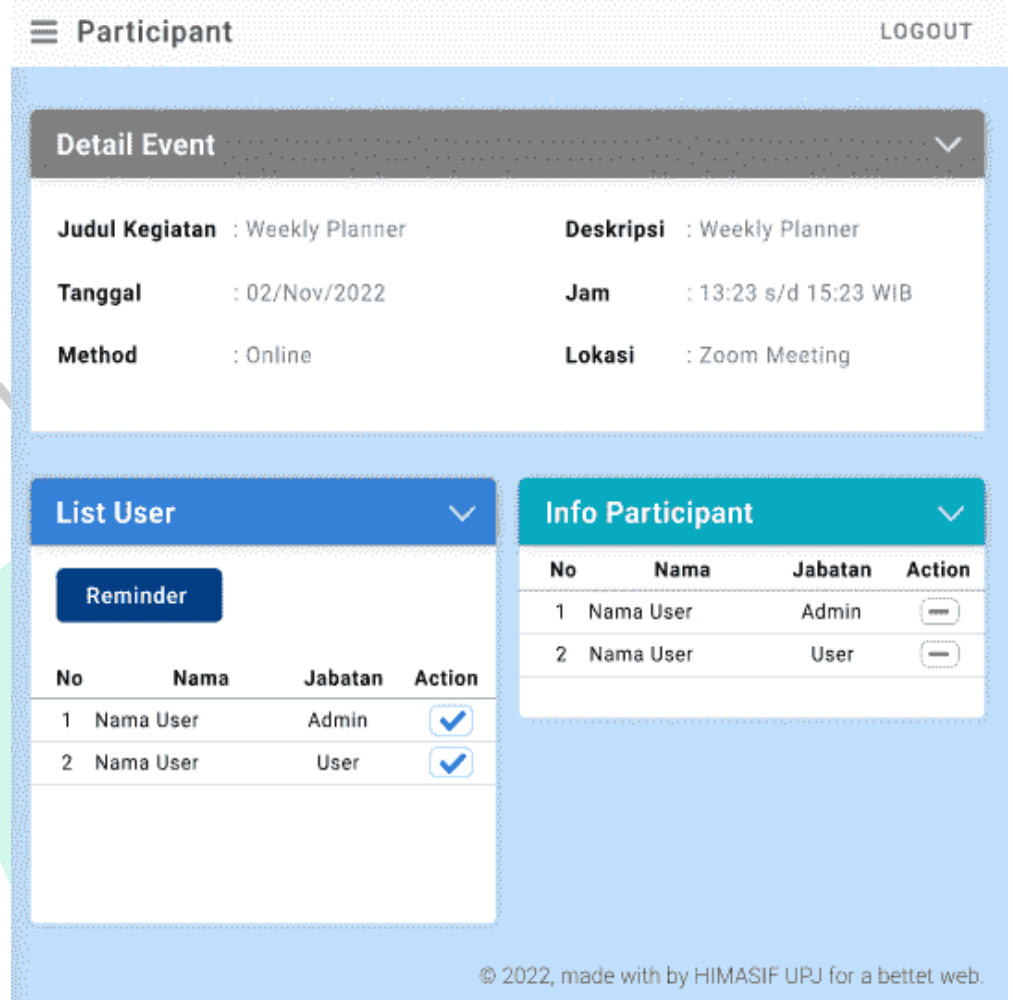 Participant LOGOUT
Detail Event
Judul Kegiatan : Weekly Planner Deskripsi : Weekly Planner
Tanggal : 02/Nov/2022 Jam : 13:23 s/d 15:23 WIB
Method : Online Lokasi : Zoom Meeting
List User
Reminder
No Nama Jabatan Action
1 Nama User Admin
2 Nama User User
Info Participant
No Nama Jabatan Action
1 Nama User Admin
2 Nama User User
© 2022, made with by HIMASIF UPJ for a bettet web.